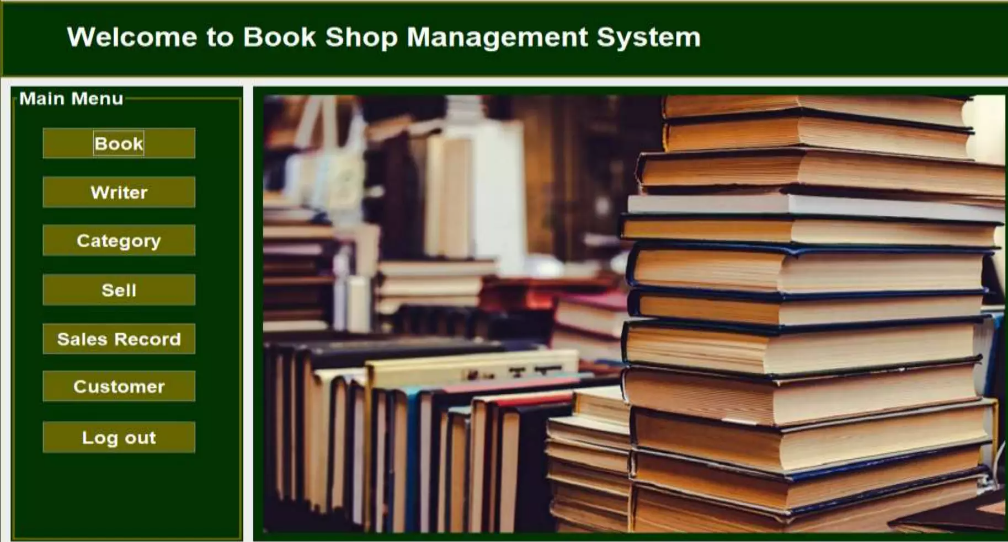 Welcome to Book Shop Management System
Main Menu
Book
Writer
Category
Sell
Sales Record
Customer
Log out